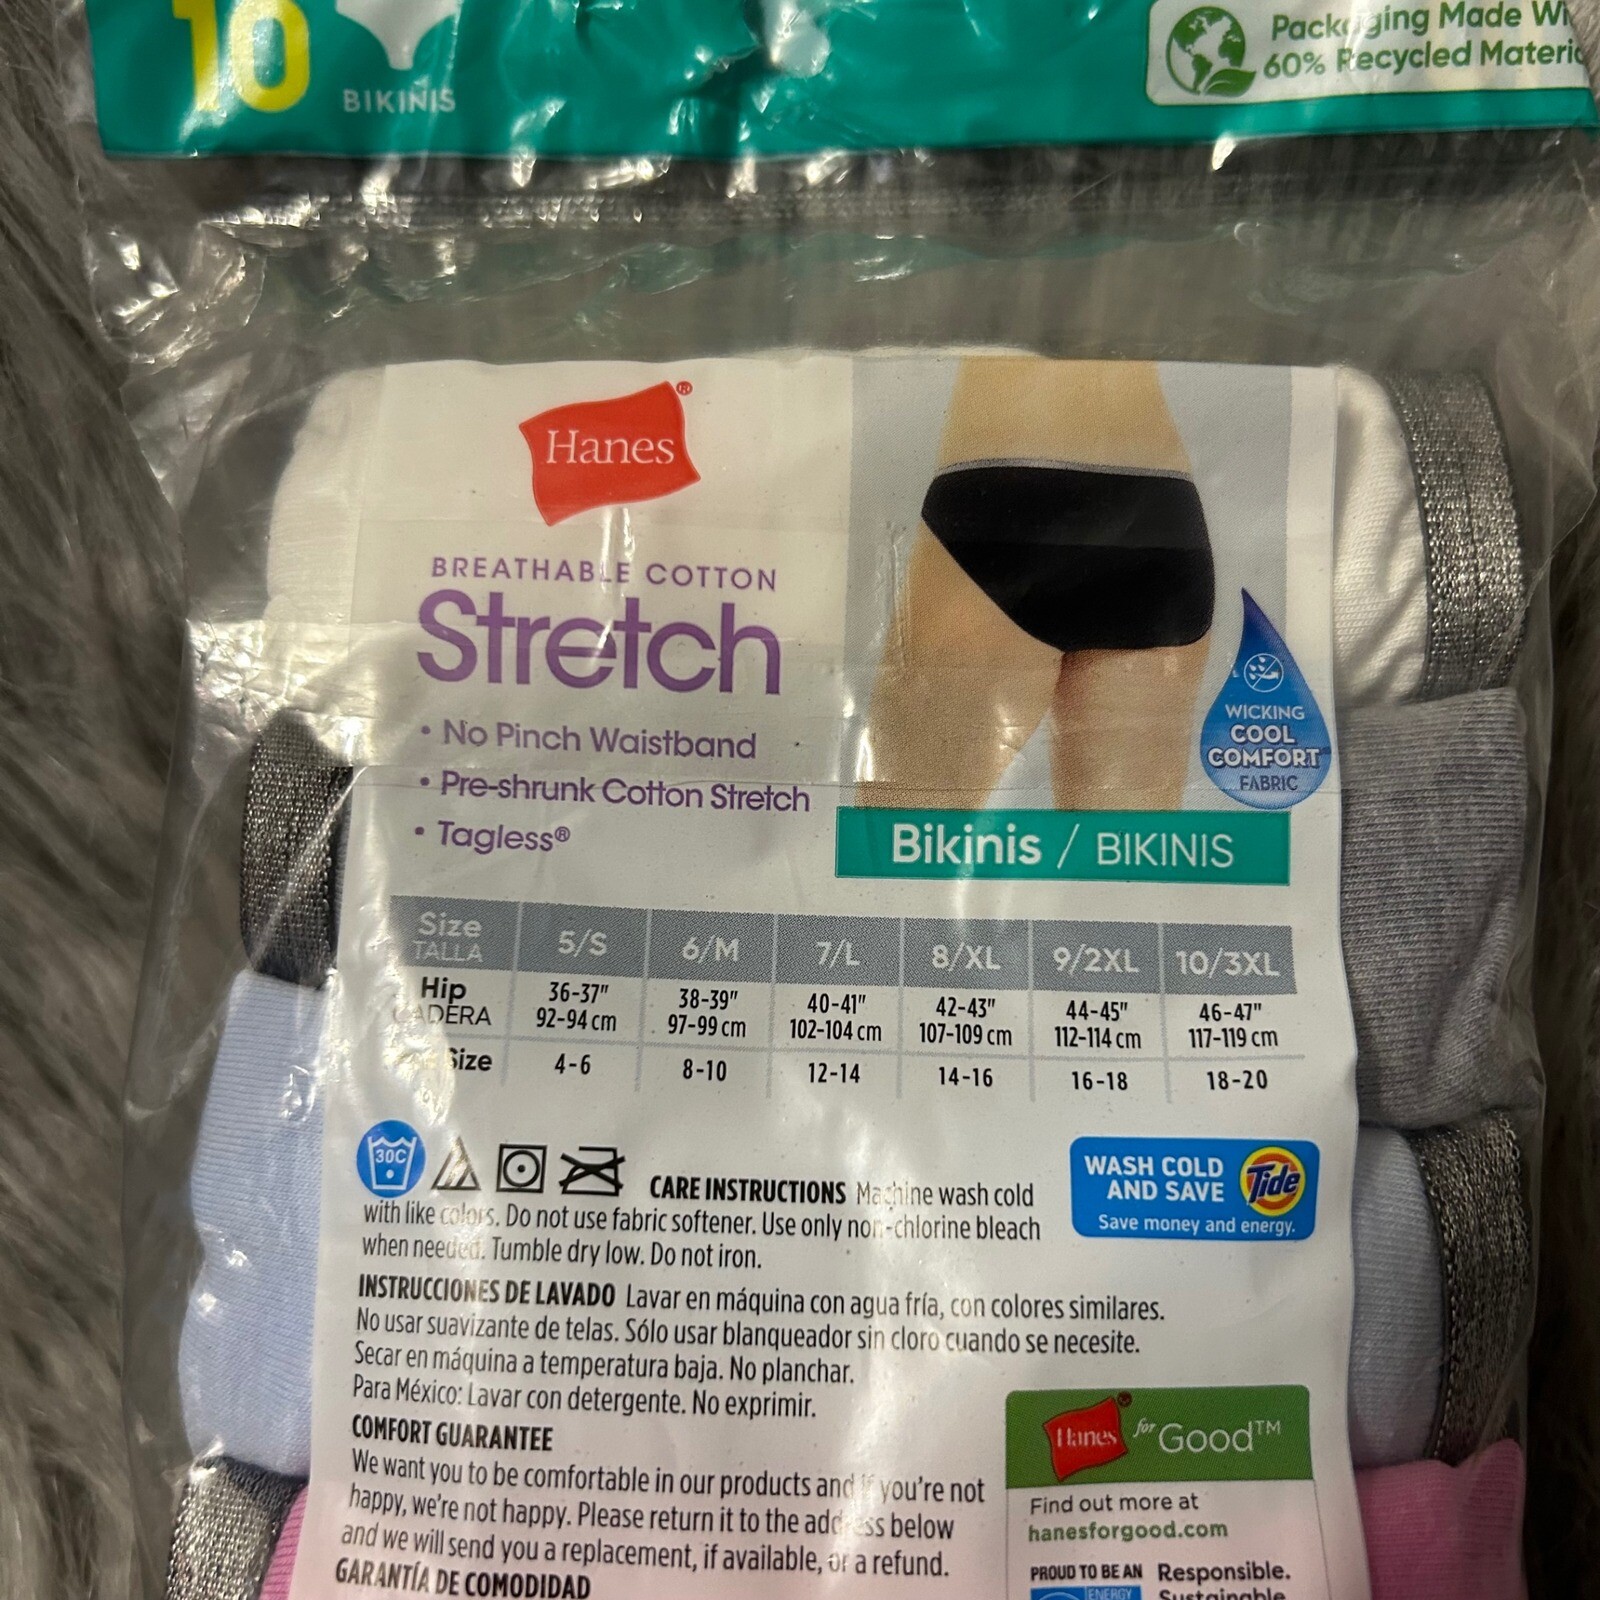 10
BIKINIS
Packaging Made
60% Recycled
Hanes®
BREATHABLE COTTON
Stretch
• No Pinch Waistband
• Pre-shrunk Cotton Stretch
• Tagless®
WICKING
COOL
COMFORT
FABRIC
Bikinis / BIKINIS
Size 5/S 6/M 7/L 8/XL 9/2XL 10/3XL
TALLA
Hip 36-37" 38-39" 40-41" 42-43" 44-45" 46-47"
CADERA 92-94 cm 97-99 cm 102-104 cm 107-109 cm 112-114 cm 117-119 cm
Size 4-6 8-10 12-14 14-16 16-18 18-20
30C
CARE INSTRUCTIONS Machine wash cold
with like colors. Do not use fabric softener. Use only non-chlorine bleach
when needed. Tumble dry low. Do not iron.
WASH COLD
AND SAVE
Tide
Save money and energy.
INSTRUCCIONES DE LAVADO Lavar en máquina con agua fría, con colores similares.
No usar suavizante de telas. Sólo usar blanqueador sin cloro cuando se necesite.
Secar en máquina a temperatura baja. No planchar.
Para México: Lavar con detergente. No exprimir.
COMFORT GUARANTEE
We want you to be comfortable in our products and if you're not
happy, we're not happy. Please return it to the address below
and we will send you a replacement, if available, or a refund.
GARANTÍA DE COMODIDAD
Hanes for Good™
Find out more at
hanesforgood.com
PROUD TO BE AN
ENERGY
Responsible.
Sustainable